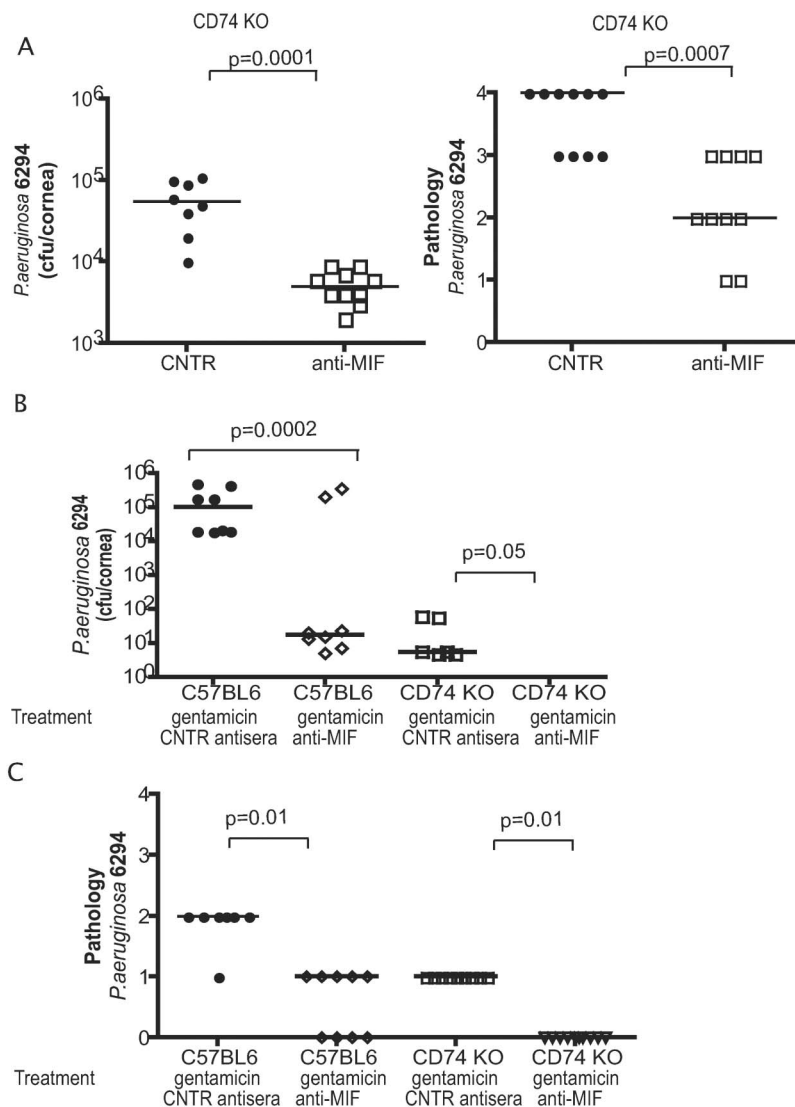 CD74 KO
CD74 KO
A
p=0.0001
p=0.0007
P.aeruginosa 6294
(cfu/cornea)
10^6
10^5
10^4
10^3
CNTR
anti-MIF
Pathology
P.aeruginosa 6294
4
3
2
1
0
CNTR
anti-MIF
B
p=0.0002
p=0.05
P.aeruginosa 6294
(cfu/cornea)
10^6
10^5
10^4
10^3
10^2
10^1
10^0
C57BL6
C57BL6
CD74 KO
CD74 KO
Treatment
gentamicin
gentamicin
gentamicin
gentamicin
CNTR antisera
anti-MIF
CNTR antisera
anti-MIF
C
p=0.01
p=0.01
Pathology
P.aeruginosa 6294
4
3
2
1
0
C57BL6
C57BL6
CD74 KO
CD74 KO
Treatment
gentamicin
gentamicin
gentamicin
gentamicin
CNTR antisera
anti-MIF
CNTR antisera
anti-MIF